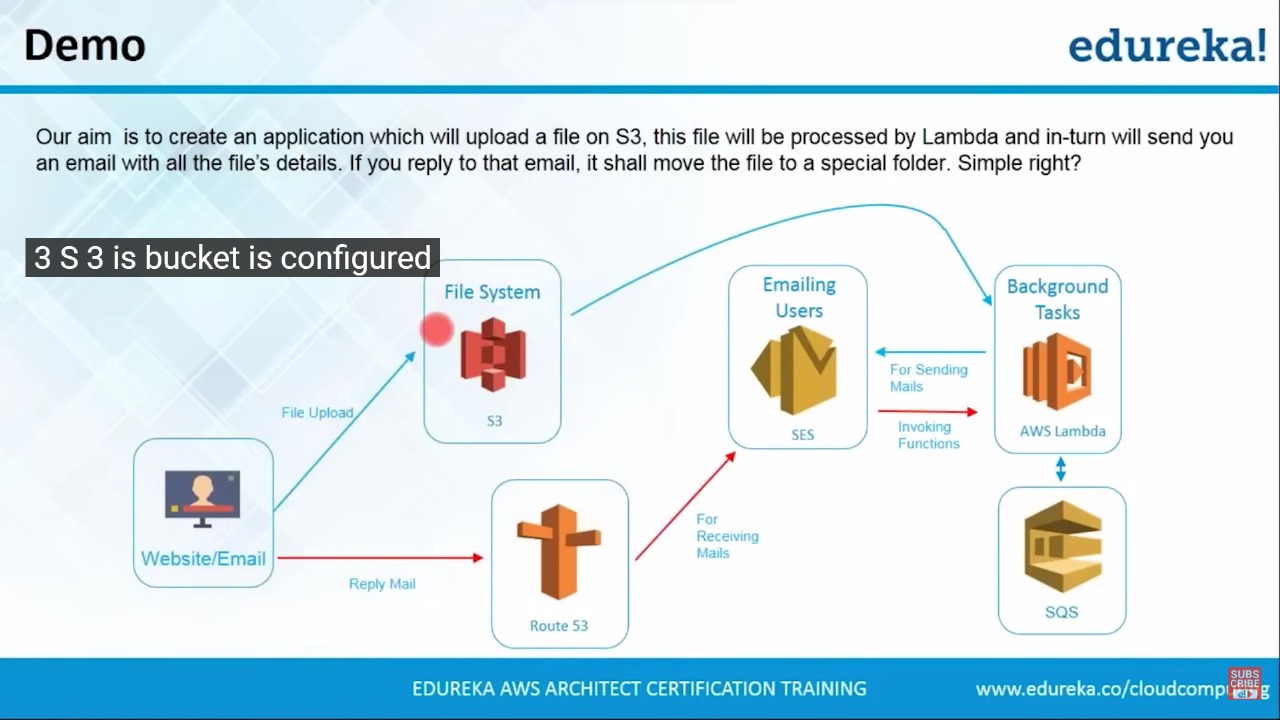 Demo
edureka!
Our aim is to create an application which will upload a file on S3, this file will be processed by Lambda and in-turn will send you
an email with all the file's details. If you reply to that email, it shall move the file to a special folder. Simple right?
3 S 3 is bucket is configured
File System
S3
Emailing
Users
SES
Background
Tasks
AWS Lambda
For Sending
Mails
Invoking
Functions
File Upload
Website/Email
Reply Mail
Route 53
For
Receiving
Mails
SQS
EDUREKA AWS ARCHITECT CERTIFICATION TRAINING
www.edureka.co/cloudcomputing
SUBS
CRIBE